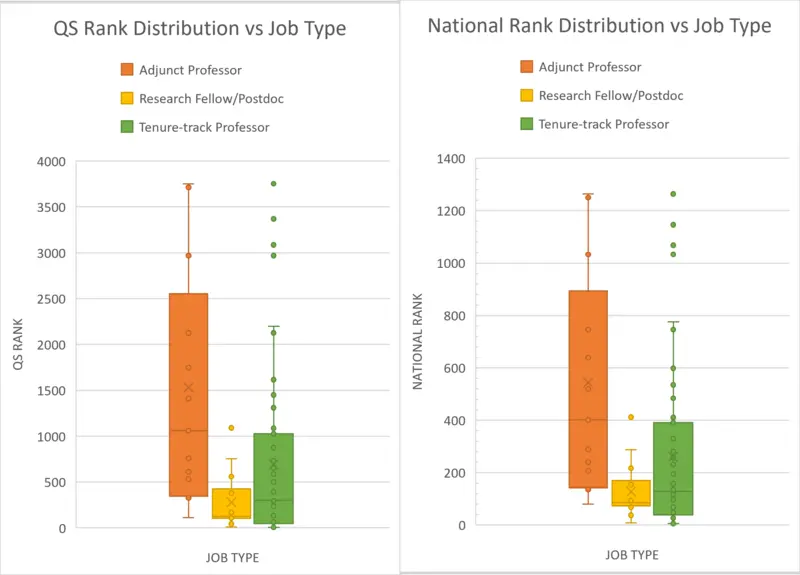 QS Rank Distribution vs Job Type
Adjunct Professor
Research Fellow/Postdoc
Tenure-track Professor
4000
3500
3000
2500
2000
1500
1000
500
0
QS RANK
JOB TYPE
National Rank Distribution vs Job Type
Adjunct Professor
Research Fellow/Postdoc
Tenure-track Professor
1400
1200
1000
800
600
400
200
0
NATIONAL RANK
JOB TYPE